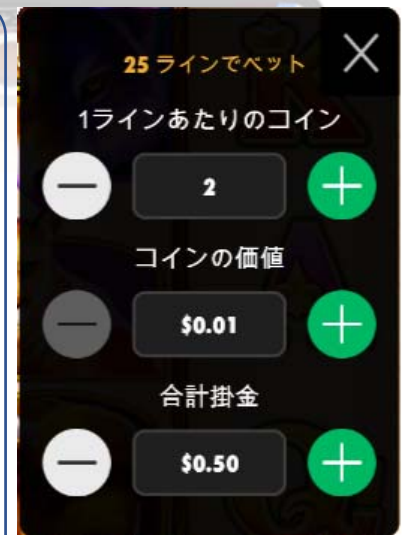 25 ラインでベット
1ラインあたりのコイン
2
コインの価値
$0.01
合計掛金
$0.50